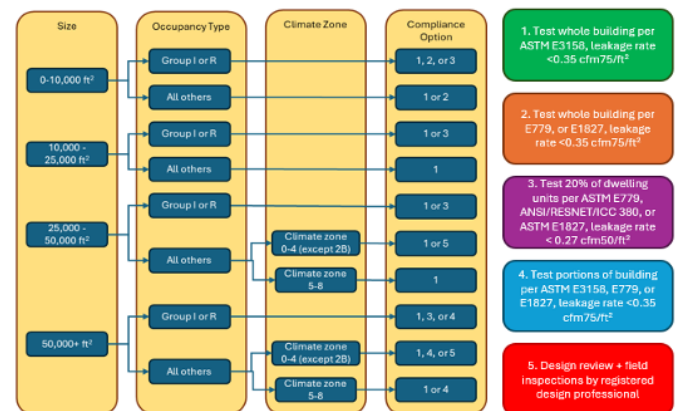 Size
Occupancy Type
Climate Zone
Compliance
Option
0-10,000 ft²
Group I or R
1, 2, or 3
All others
1 or 2
10,000 -
25,000 ft²
Group I or R
1 or 3
All others
1
25,000 -
50,000 ft²
Group I or R
1 or 3
All others
Climate zone
0-4 (except 2B)
1 or 5
Climate zone
5-8
1
50,000+ ft²
Group I or R
1, 3, or 4
All others
Climate zone
0-4 (except 2B)
1, 4, or 5
Climate zone
5-8
1 or 4
1. Test whole building per
ASTM E3158, leakage rate
<0.35 cfm75/ft²
2. Test whole building per
E779, or E1827, leakage
rate <0.35 cfm75/ft²
3. Test 20% of dwelling
units per ASTM E779,
ANSI/RESNET/ICC 380, or
ASTM E1827, leakage rate
< 0.27 cfm50/ft²
4. Test portions of building
per ASTM E3158, E779, or
E1827, leakage rate <0.35
cfm75/ft²
5. Design review + field
inspections by registered
design professional